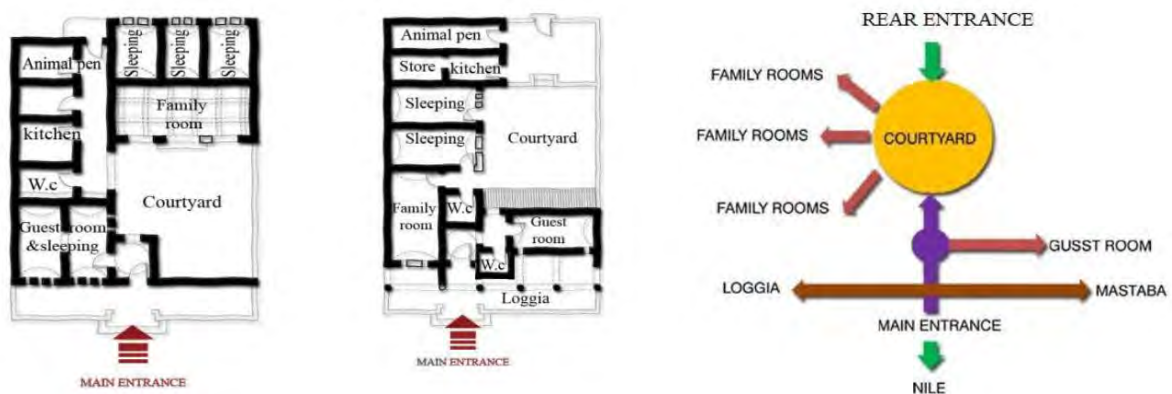 Animal pen
Sleeping
Sleeping
Sleeping
Family
room
kitchen
W.c
Courtyard
Guest room
& sleeping
MAIN ENTRANCE
Animal pen
Store
kitchen
Sleeping
Sleeping
Courtyard
Family
room
W.c
Guest
room
W.c
Loggia
MAIN ENTRANCE
REAR ENTRANCE
FAMILY ROOMS
FAMILY ROOMS
COURTYARD
FAMILY ROOMS
GUSST ROOM
LOGGIA
MASTABA
MAIN ENTRANCE
NILE